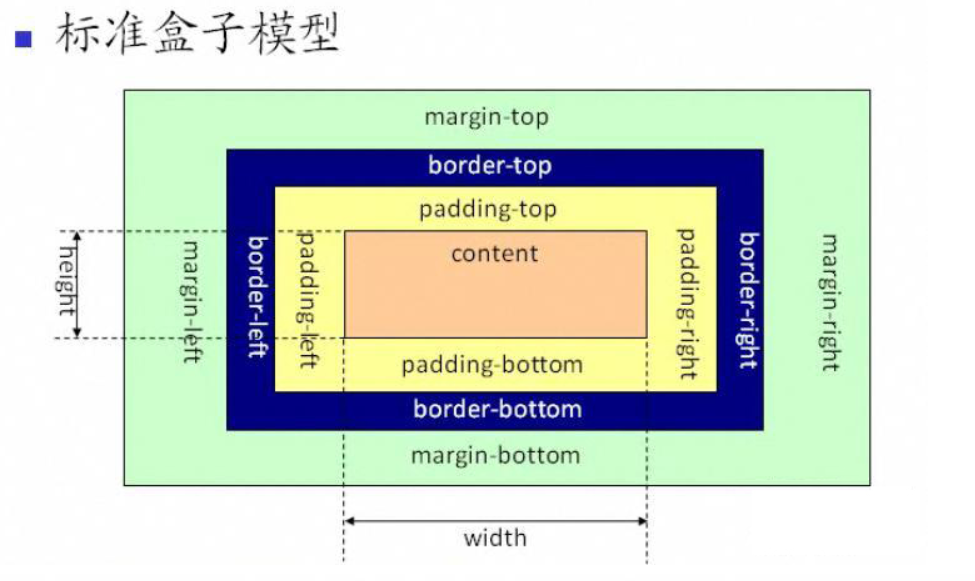 标准盒子模型
margin-top
border-top
padding-top
content
height
margin-left
border-left
padding-left
padding-right
border-right
margin-right
padding-bottom
border-bottom
margin-bottom
width